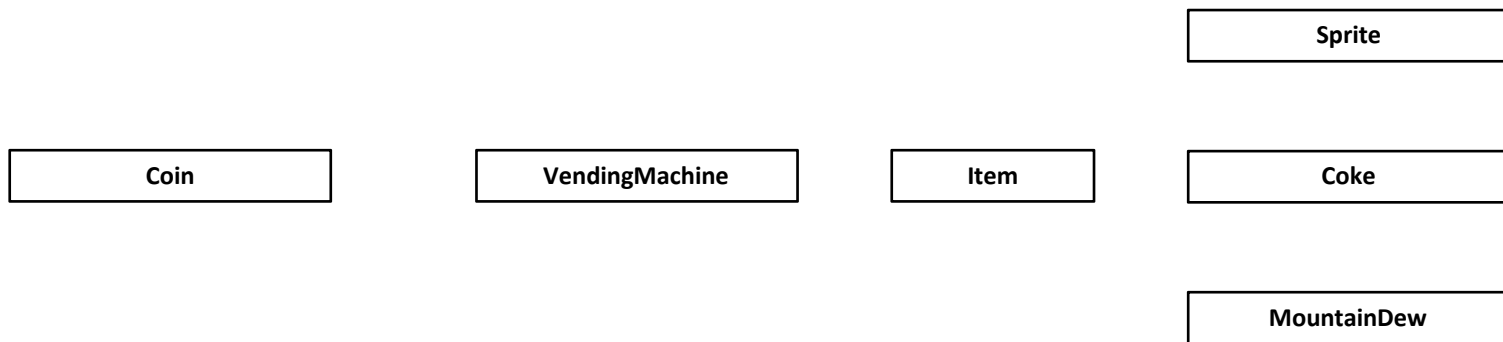 Sprite
Coin
VendingMachine
Item
Coke
MountainDew